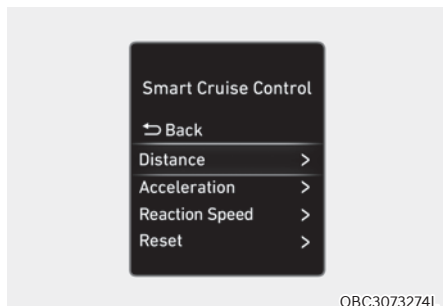 Smart Cruise Control
⮌ Back
Distance >
Acceleration >
Reaction Speed >
Reset >
OBC3073274L